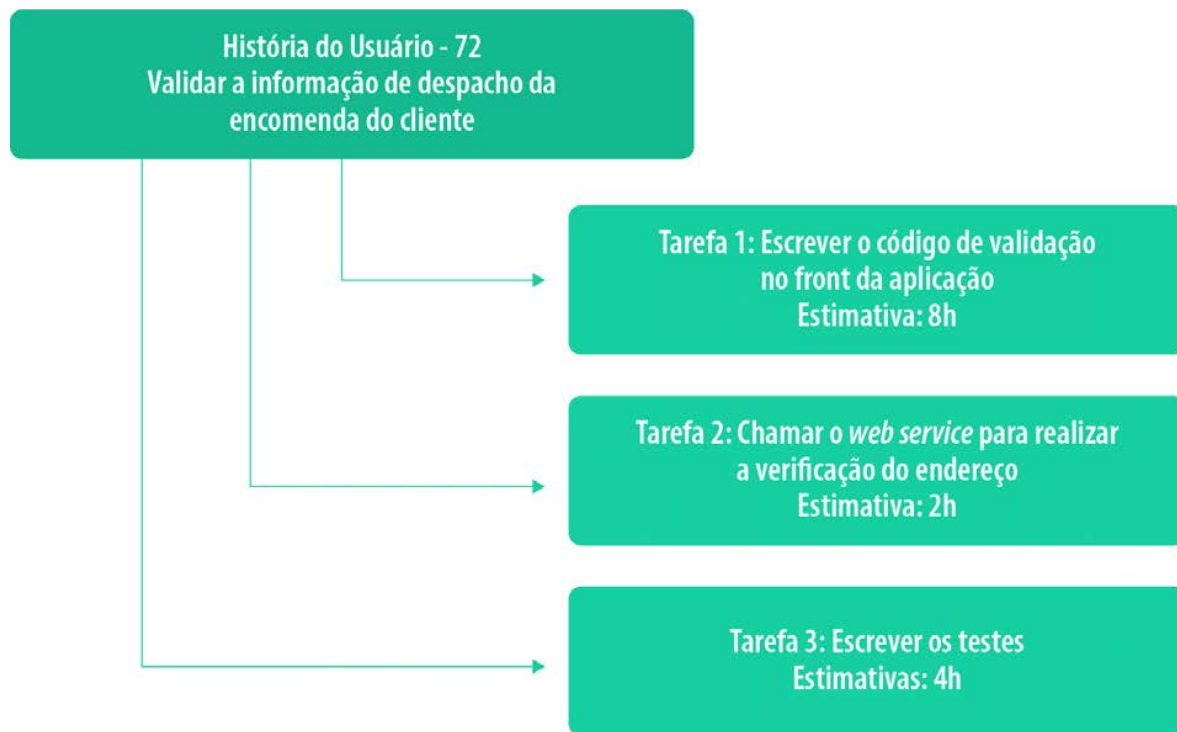 História do Usuário - 72
Validar a informação de despacho da
encomenda do cliente
Tarefa 1: Escrever o código de validação
no front da aplicação
Estimativa: 8h
Tarefa 2: Chamar o web service para realizar
a verificação do endereço
Estimativa: 2h
Tarefa 3: Escrever os testes
Estimativas: 4h